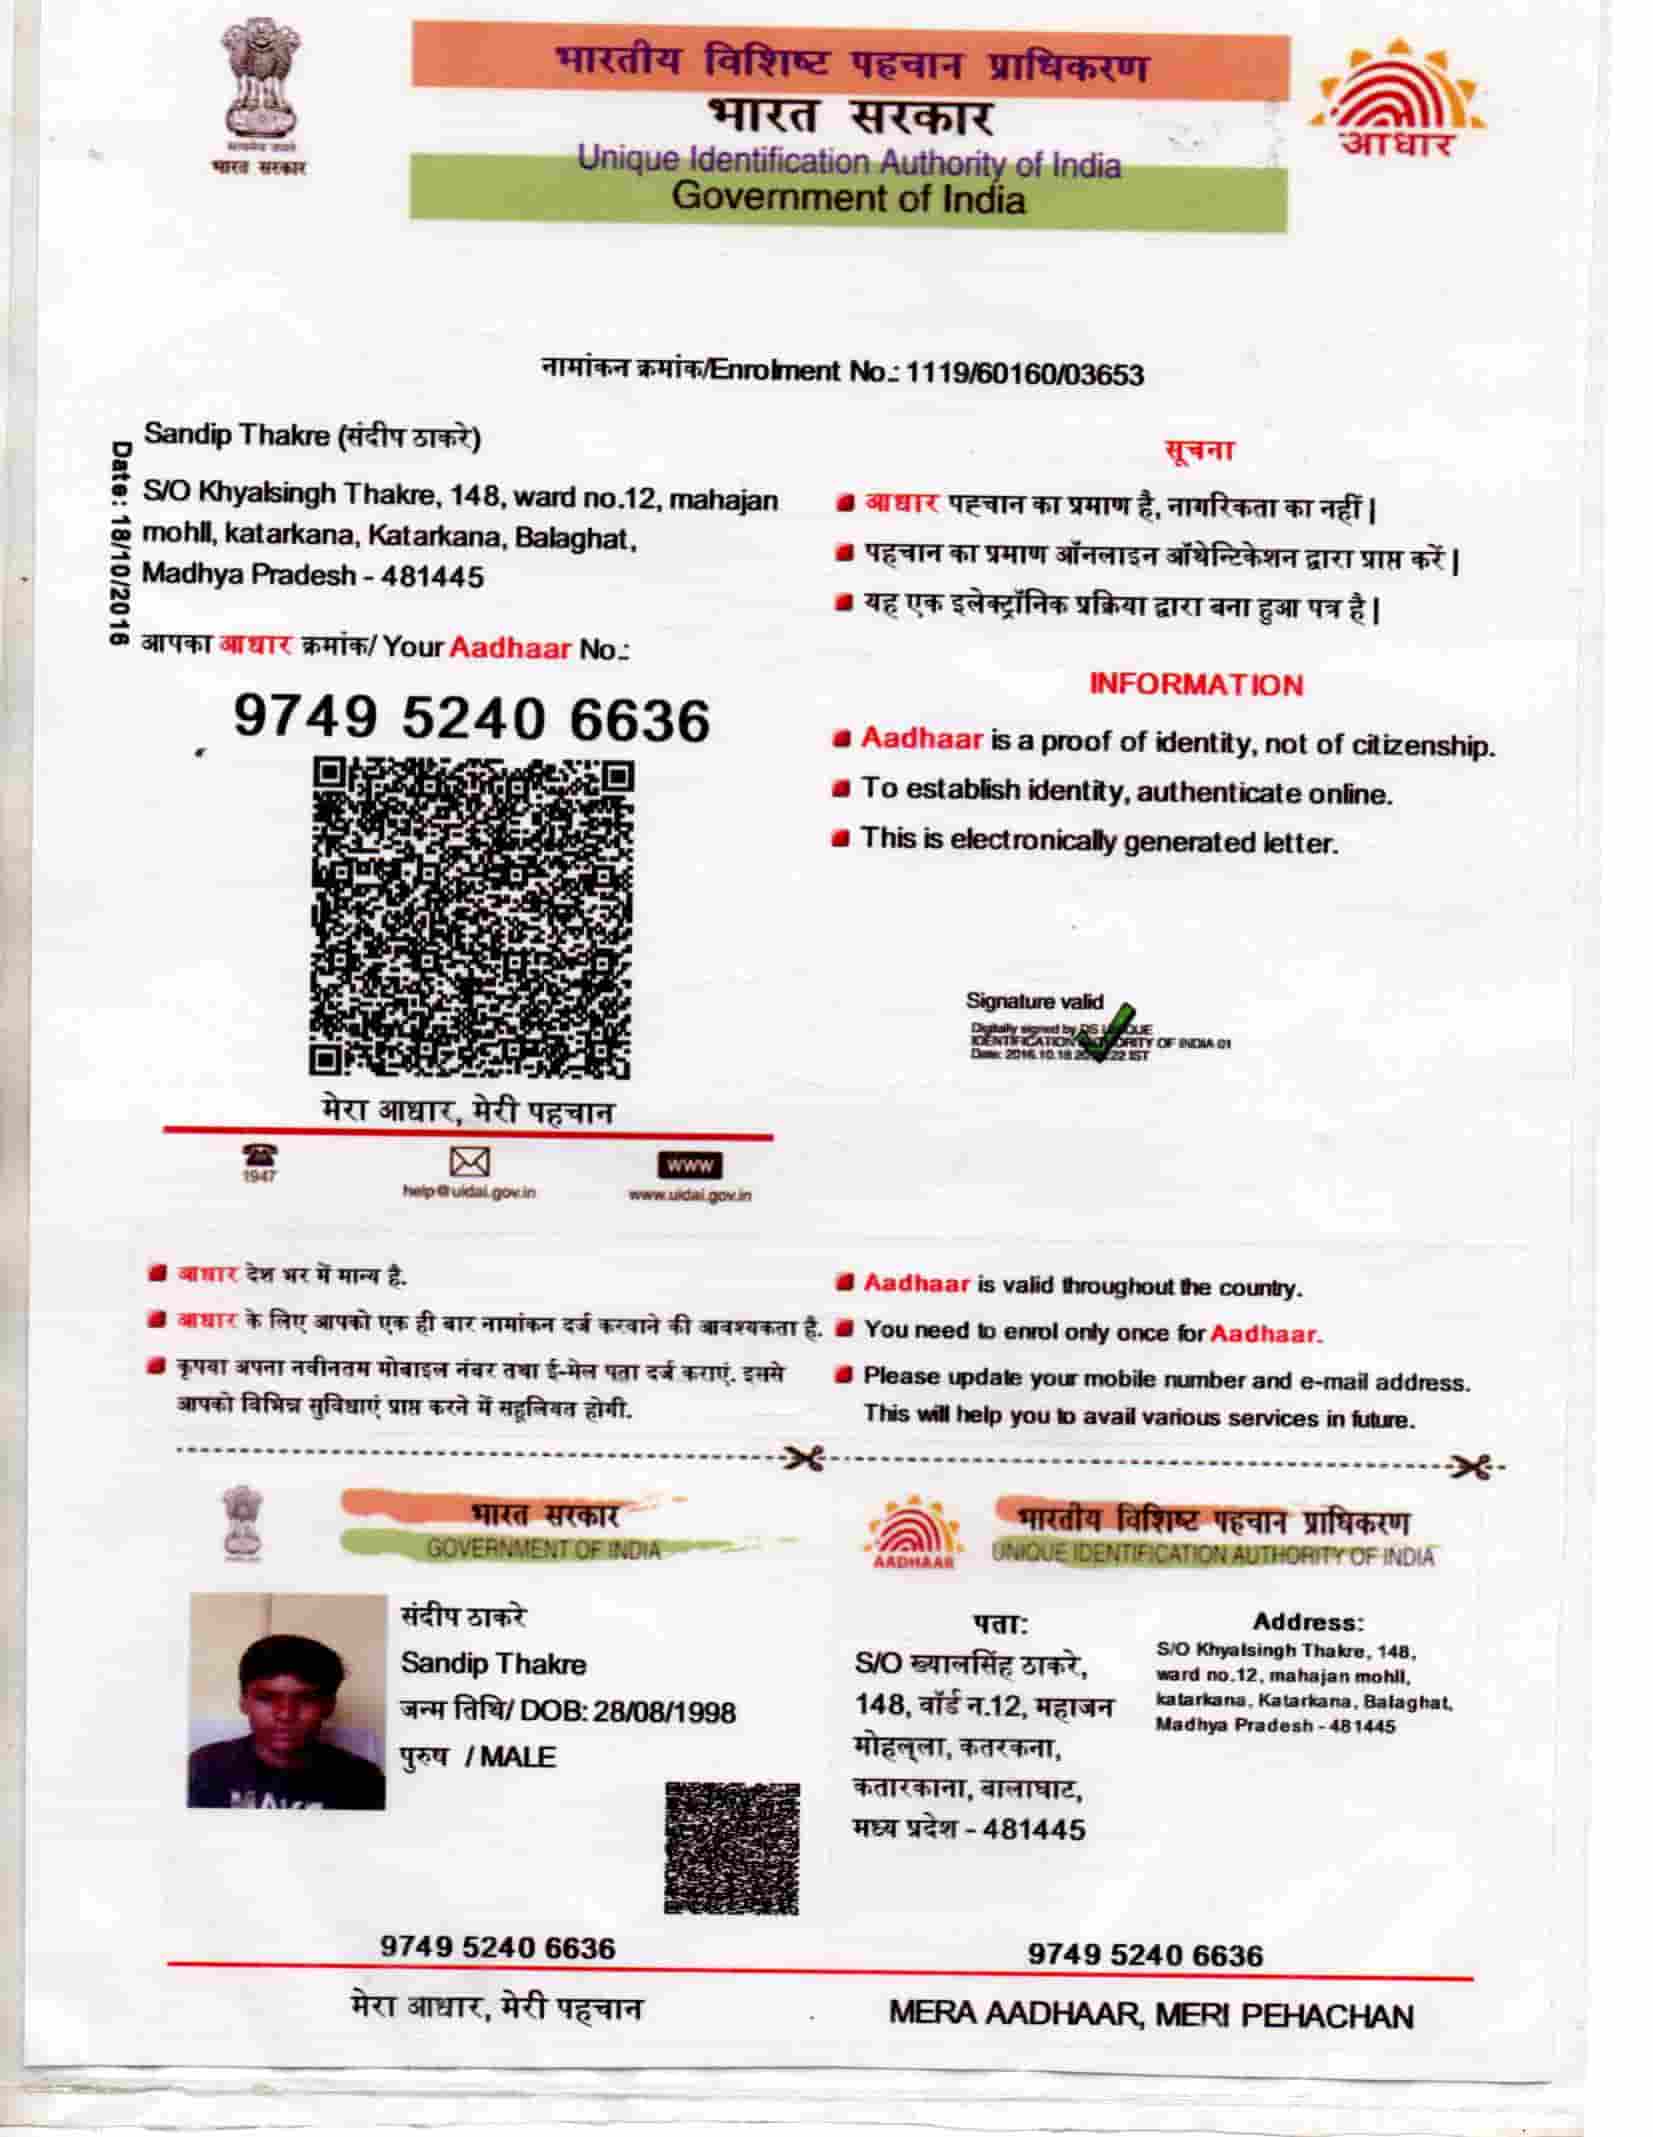 भारतीय विशिष्ट पहचान प्राधिकरण
भारत सरकार
Unique Identification Authority of India
Government of India
सत्यमेव जयते
भारत सरकार
आधार
नामांकन क्रमांक/Enrolment No.: 1119/60160/03653
Date: 18/10/2016
Sandip Thakre (संदीप ठाकरे)
S/O Khyalsingh Thakre, 148, ward no.12, mahajan
mohll, katarkana, Katarkana, Balaghat,
Madhya Pradesh - 481445
आपका आधार क्रमांक/ Your Aadhaar No.:
9749 5240 6636
मेरा आधार, मेरी पहचान
1947
help@uidai.gov.in
www
www.uidai.gov.in
सूचना
आधार पहचान का प्रमाण है, नागरिकता का नहीं |
पहचान का प्रमाण ऑनलाइन ऑथेन्टिकेशन द्वारा प्राप्त करें |
यह एक इलेक्ट्रॉनिक प्रक्रिया द्वारा बना हुआ पत्र है |
INFORMATION
Aadhaar is a proof of identity, not of citizenship.
To establish identity, authenticate online.
This is electronically generated letter.
Signature valid
Digitally signed by DS
IDENTIFICATION OF INDIA 01
Date: 2016.10.18 IST
आधार देश भर में मान्य है.
आधार के लिए आपको एक ही बार नामांकन दर्ज करवाने की आवश्यकता है.
कृपया अपना नवीनतम मोबाइल नंबर तथा ई-मेल पता दर्ज कराएं. इससे
आपको विभिन्न सुविधाएं प्राप्त करने में सहूलियत होगी.
Aadhaar is valid throughout the country.
You need to enrol only once for Aadhaar.
Please update your mobile number and e-mail address.
This will help you to avail various services in future.
भारत सरकार
GOVERNMENT OF INDIA
संदीप ठाकरे
Sandip Thakre
जन्म तिथि/ DOB: 28/08/1998
पुरुष / MALE
9749 5240 6636
मेरा आधार, मेरी पहचान
AADHAAR
भारतीय विशिष्ट पहचान प्राधिकरण
UNIQUE IDENTIFICATION AUTHORITY OF INDIA
पता:
S/O ख्यालसिंह ठाकरे,
148, वॉर्ड न.12, महाजन
मोहल्ला, कतरकना,
कतारकाना, बालाघाट,
मध्य प्रदेश - 481445
Address:
S/O Khyalsingh Thakre, 148,
ward no.12, mahajan mohll,
katarkana, Katarkana, Balaghat,
Madhya Pradesh - 481445
9749 5240 6636
MERA AADHAAR, MERI PEHACHAN